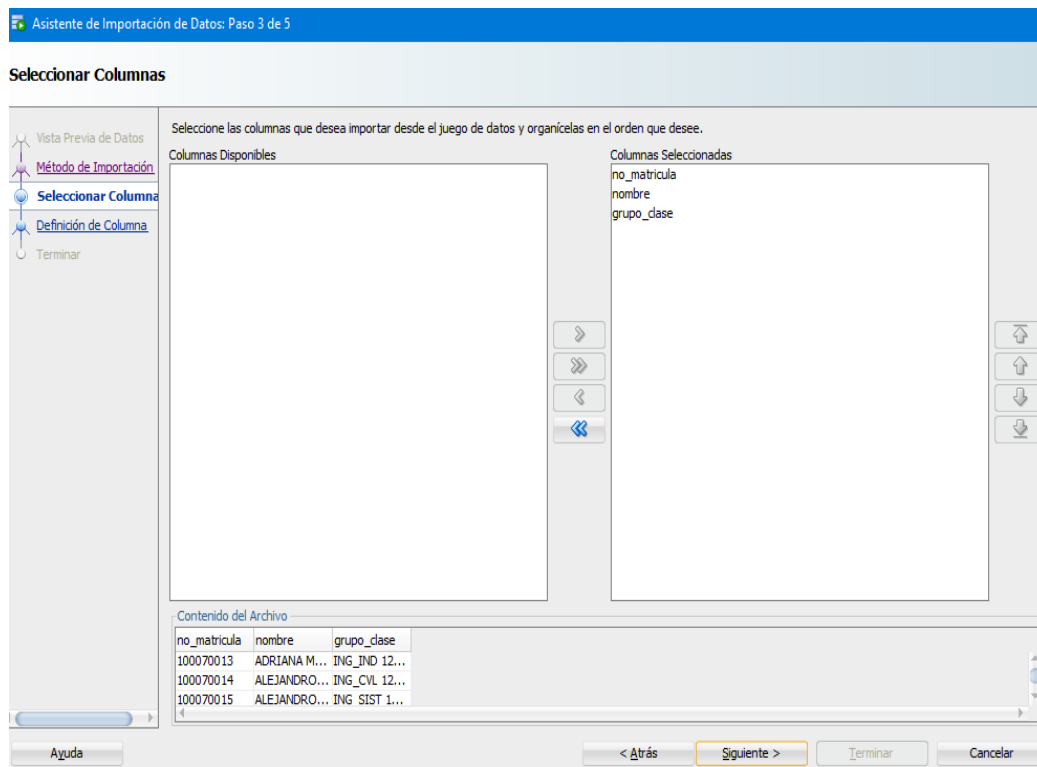 Asistente de Importación de Datos: Paso 3 de 5
Seleccionar Columnas
Vista Previa de Datos
Método de Importación
Seleccionar Columna
Definición de Columna
Terminar
Seleccione las columnas que desea importar desde el juego de datos y organícelas en el orden que desee.
Columnas Disponibles
Columnas Seleccionadas
no_matricula
nombre
grupo_clase
Contenido del Archivo
no_matricula nombre grupo_clase
100070013 ADRIANA M... ING_IND 12...
100070014 ALEJANDRO... ING_CVL 12...
100070015 ALEJANDRO... ING_SIST 1...
Ayuda < Atrás Siguiente > Terminar Cancelar